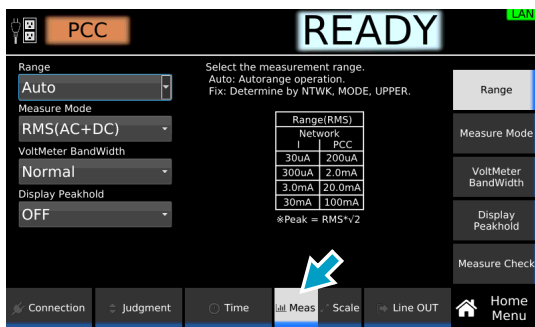 PCC
READY
LAN
Range
Auto
Measure Mode
RMS(AC+DC)
VoltMeter BandWidth
Normal
Display Peakhold
OFF
Select the measurement range.
Auto: Autorange operation.
Fix: Determine by NTWK, MODE, UPPER.
Range(RMS)
Network
I PCC
30uA 200uA
300uA 2.0mA
3.0mA 20.0mA
30mA 100mA
※Peak = RMS*√2
Range
Measure Mode
VoltMeter
BandWidth
Display
Peakhold
Measure Check
Connection
Judgment
Time
Meas
Scale
Line OUT
Home
Menu